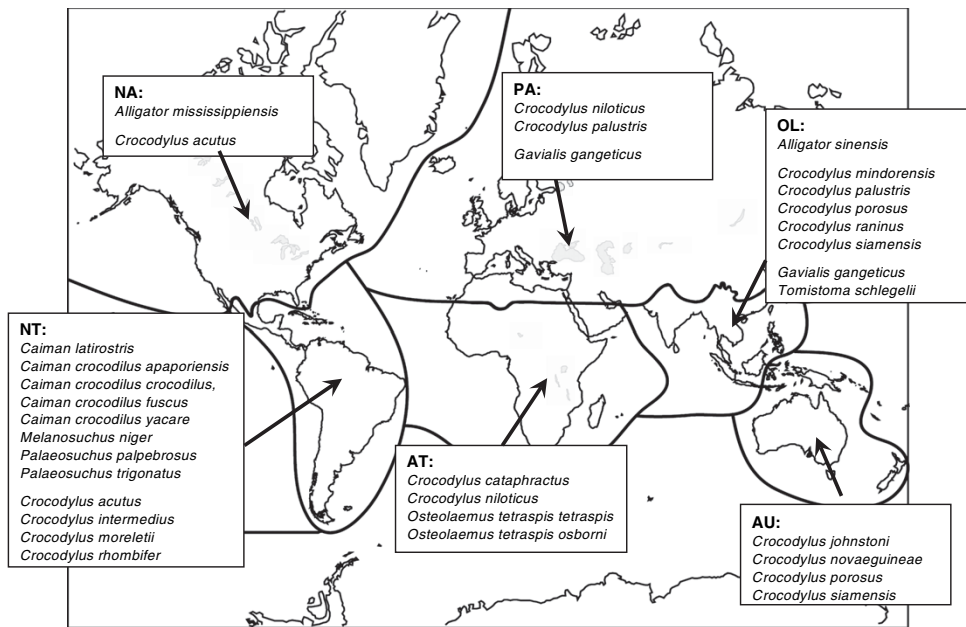 NA:
Alligator mississippiensis
Crocodylus acutus
PA:
Crocodylus niloticus
Crocodylus palustris
Gavialis gangeticus
OL:
Alligator sinensis
Crocodylus mindorensis
Crocodylus palustris
Crocodylus porosus
Crocodylus raninus
Crocodylus siamensis
Gavialis gangeticus
Tomistoma schlegelii
NT:
Caiman latirostris
Caiman crocodilus apaporiensis
Caiman crocodilus crocodilus,
Caiman crocodilus fuscus
Caiman crocodilus yacare
Melanosuchus niger
Palaeosuchus palpebrosus
Palaeosuchus trigonatus
Crocodylus acutus
Crocodylus intermedius
Crocodylus moreletii
Crocodylus rhombifer
AT:
Crocodylus cataphractus
Crocodylus niloticus
Osteolaemus tetraspis tetraspis
Osteolaemus tetraspis osborni
AU:
Crocodylus johnstoni
Crocodylus novaeguineae
Crocodylus porosus
Crocodylus siamensis